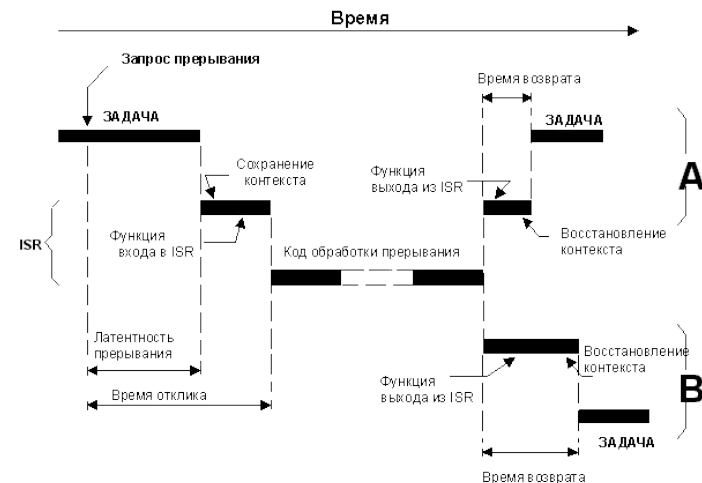 Время
Запрос прерывания
Время возврата
ЗАДАЧА
ЗАДАЧА
A
Сохранение
контекста
Функция
выхода из ISR
ISR
Функция
входа в ISR
Восстановление
контекста
Код обработки прерывания
Латентность
прерывания
Восстановление
контекста
Функция
выхода из ISR
B
Время отклика
ЗАДАЧА
Время возврата